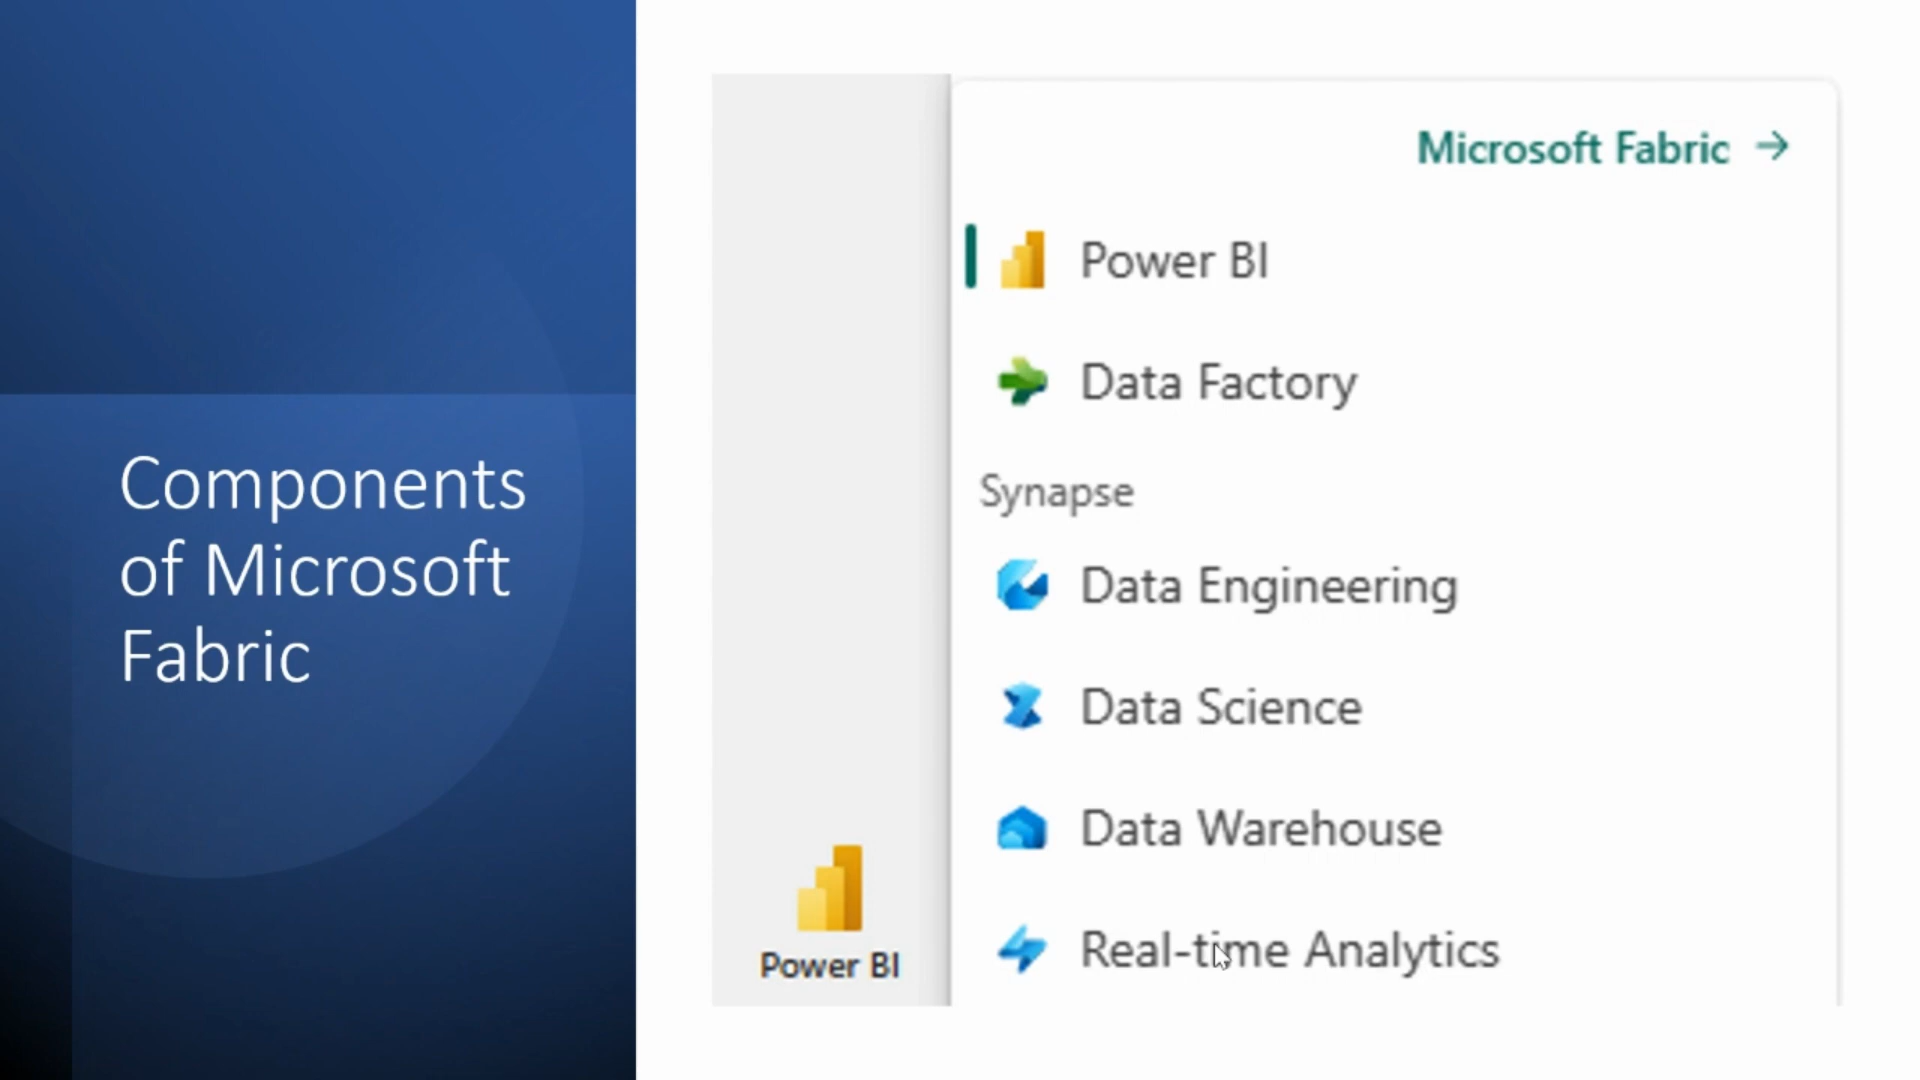 Components
of Microsoft
Fabric
Microsoft Fabric
Power BI
Data Factory
Synapse
Data Engineering
Data Science
Data Warehouse
Real-time Analytics
Power BI